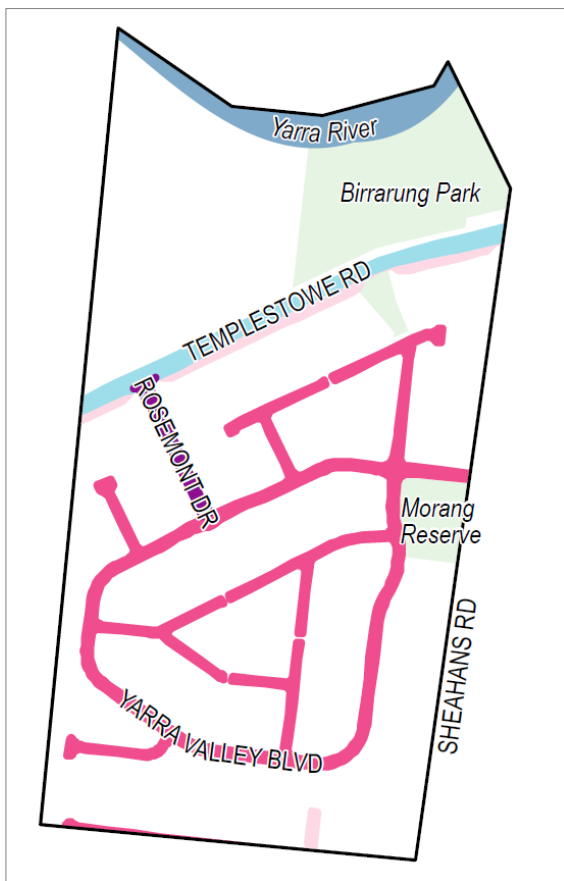 Yarra River
Birrarung Park
TEMPLESTOWE RD
ROSEMONT DR
Morang
Reserve
SHEAHANS RD
YARRA VALLEY BLVD